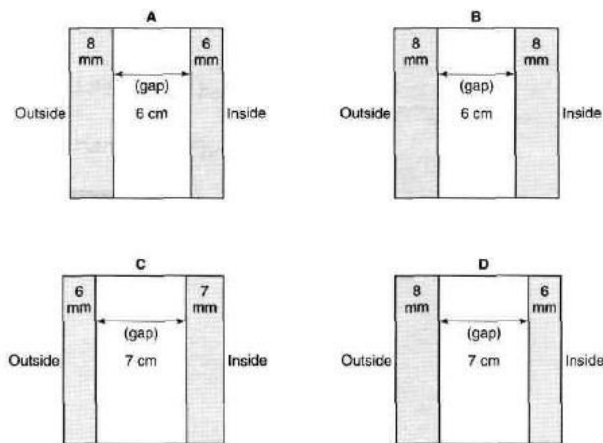 A
8
mm
6
mm
(gap)
Outside
6 cm
Inside
B
8
mm
8
mm
(gap)
Outside
6 cm
Inside
C
6
mm
7
mm
(gap)
Outside
7 cm
Inside
D
8
mm
6
mm
(gap)
Outside
7 cm
Inside